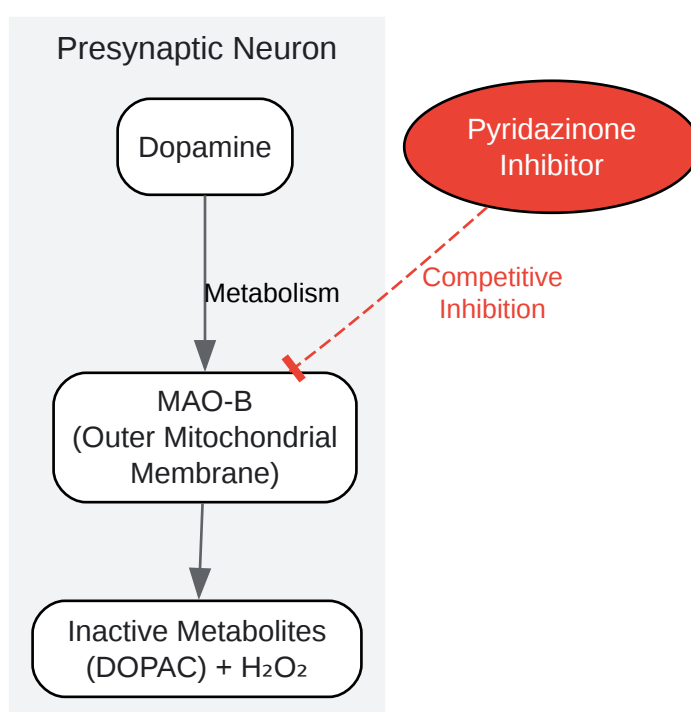 Presynaptic Neuron
Dopamine
Pyridazinone
Inhibitor
Metabolism
Competitive
Inhibition
MAO-B
(Outer Mitochondrial
Membrane)
Inactive Metabolites
(DOPAC) + H₂O₂